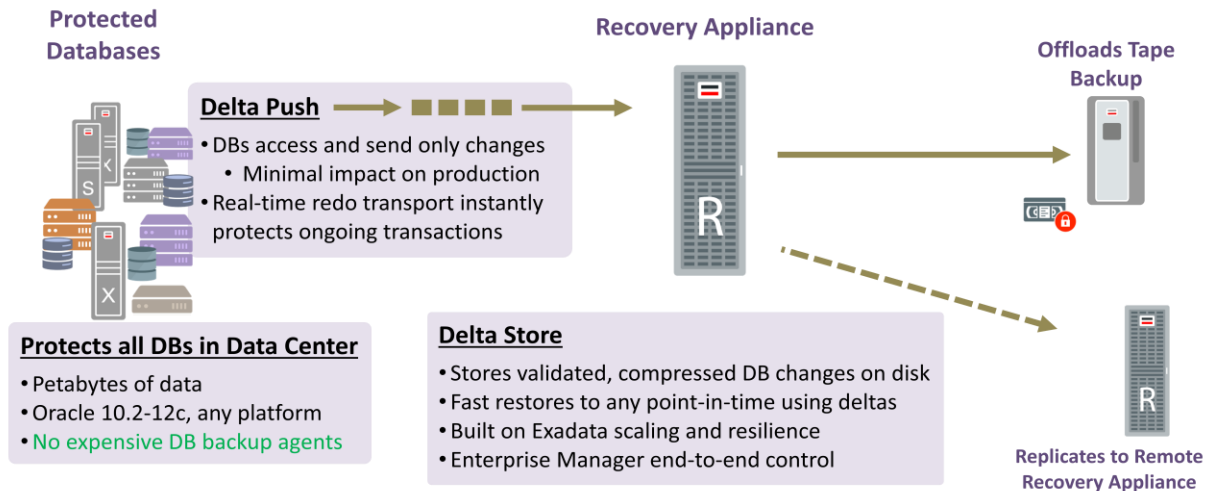 Protected
Databases
Recovery Appliance
Offloads Tape
Backup
Delta Push
• DBs access and send only changes
• Minimal impact on production
• Real-time redo transport instantly
protects ongoing transactions
K
S
X
R
Protects all DBs in Data Center
• Petabytes of data
• Oracle 10.2-12c, any platform
• No expensive DB backup agents
Delta Store
• Stores validated, compressed DB changes on disk
• Fast restores to any point-in-time using deltas
• Built on Exadata scaling and resilience
• Enterprise Manager end-to-end control
R
Replicates to Remote
Recovery Appliance